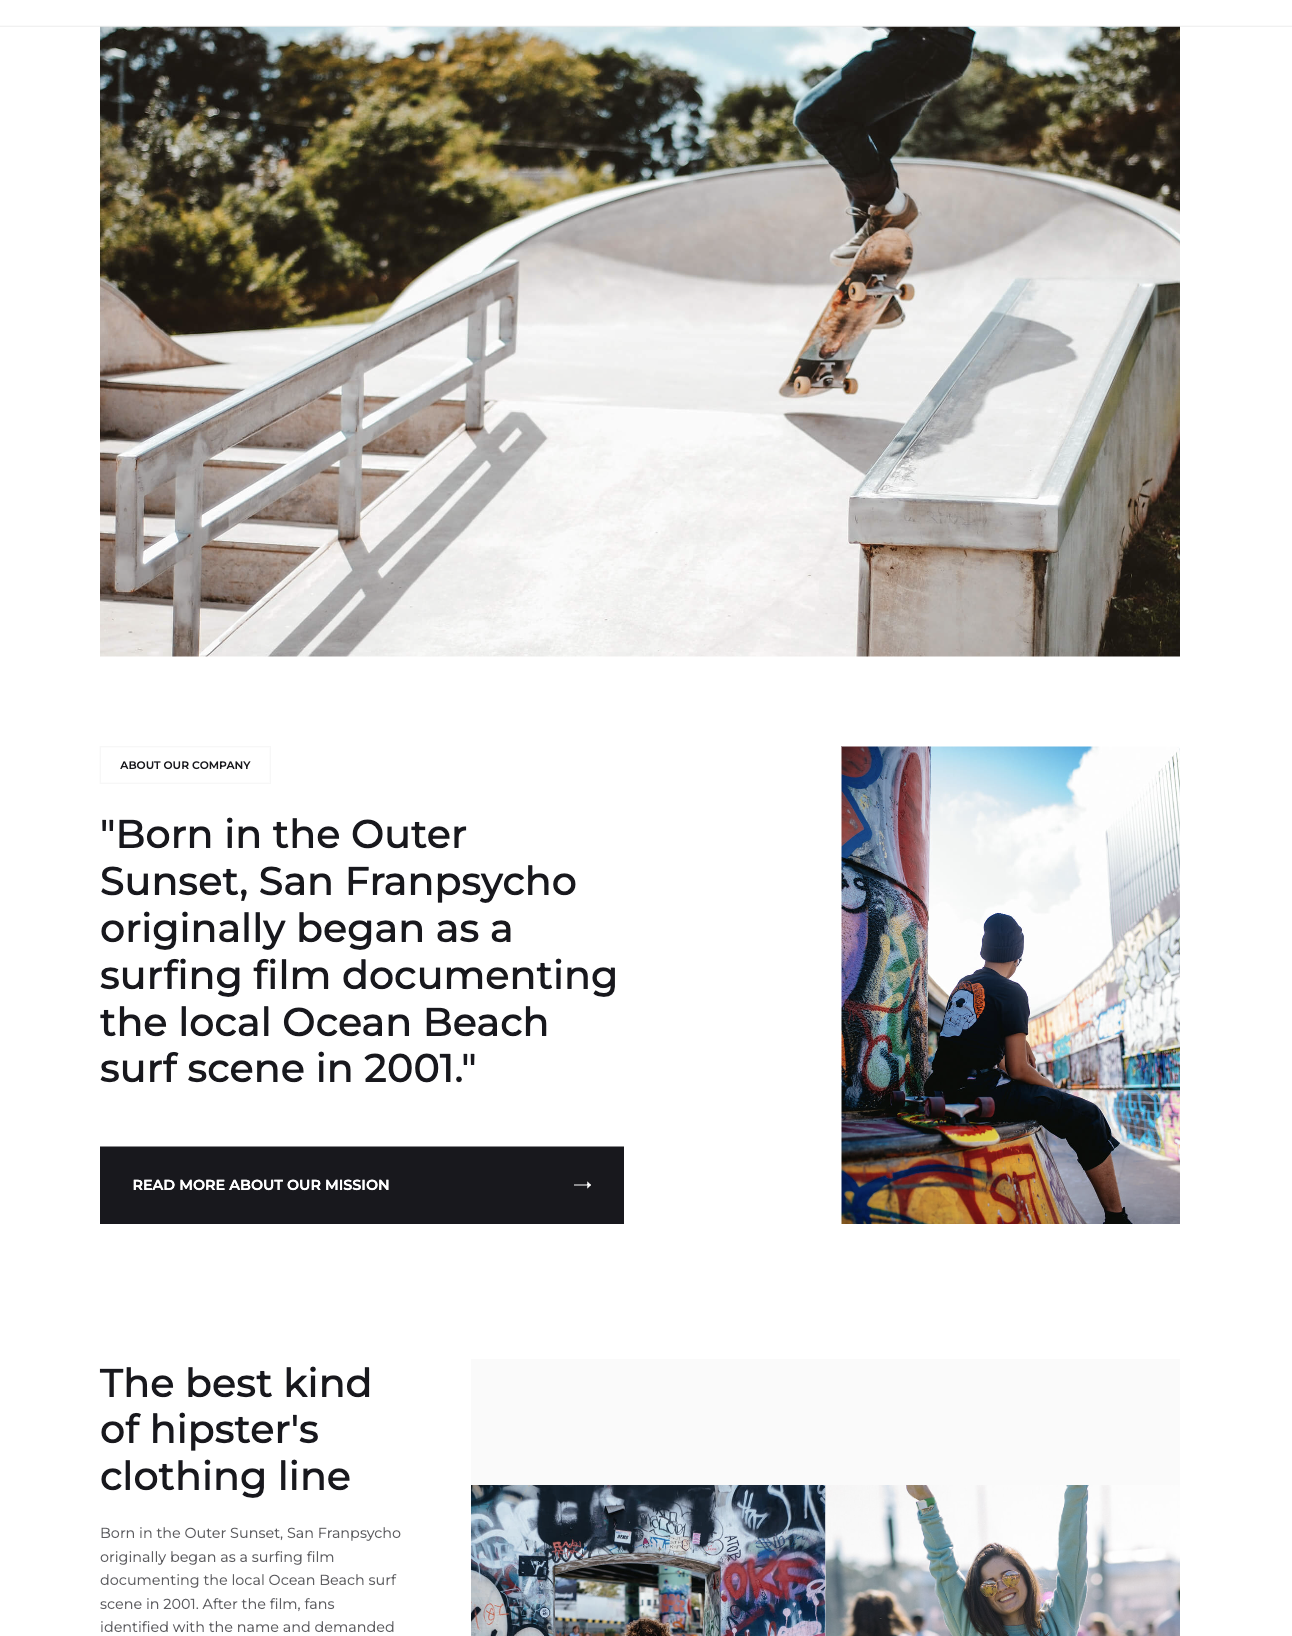 ABOUT OUR COMPANY
"Born in the Outer
Sunset, San Franpsycho
originally began as a
surfing film documenting
the local Ocean Beach
surf scene in 2001."
READ MORE ABOUT OUR MISSION →
The best kind
of hipster's
clothing line
Born in the Outer Sunset, San Franpsycho
originally began as a surfing film
documenting the local Ocean Beach surf
scene in 2001. After the film, fans
identified with the name and demanded